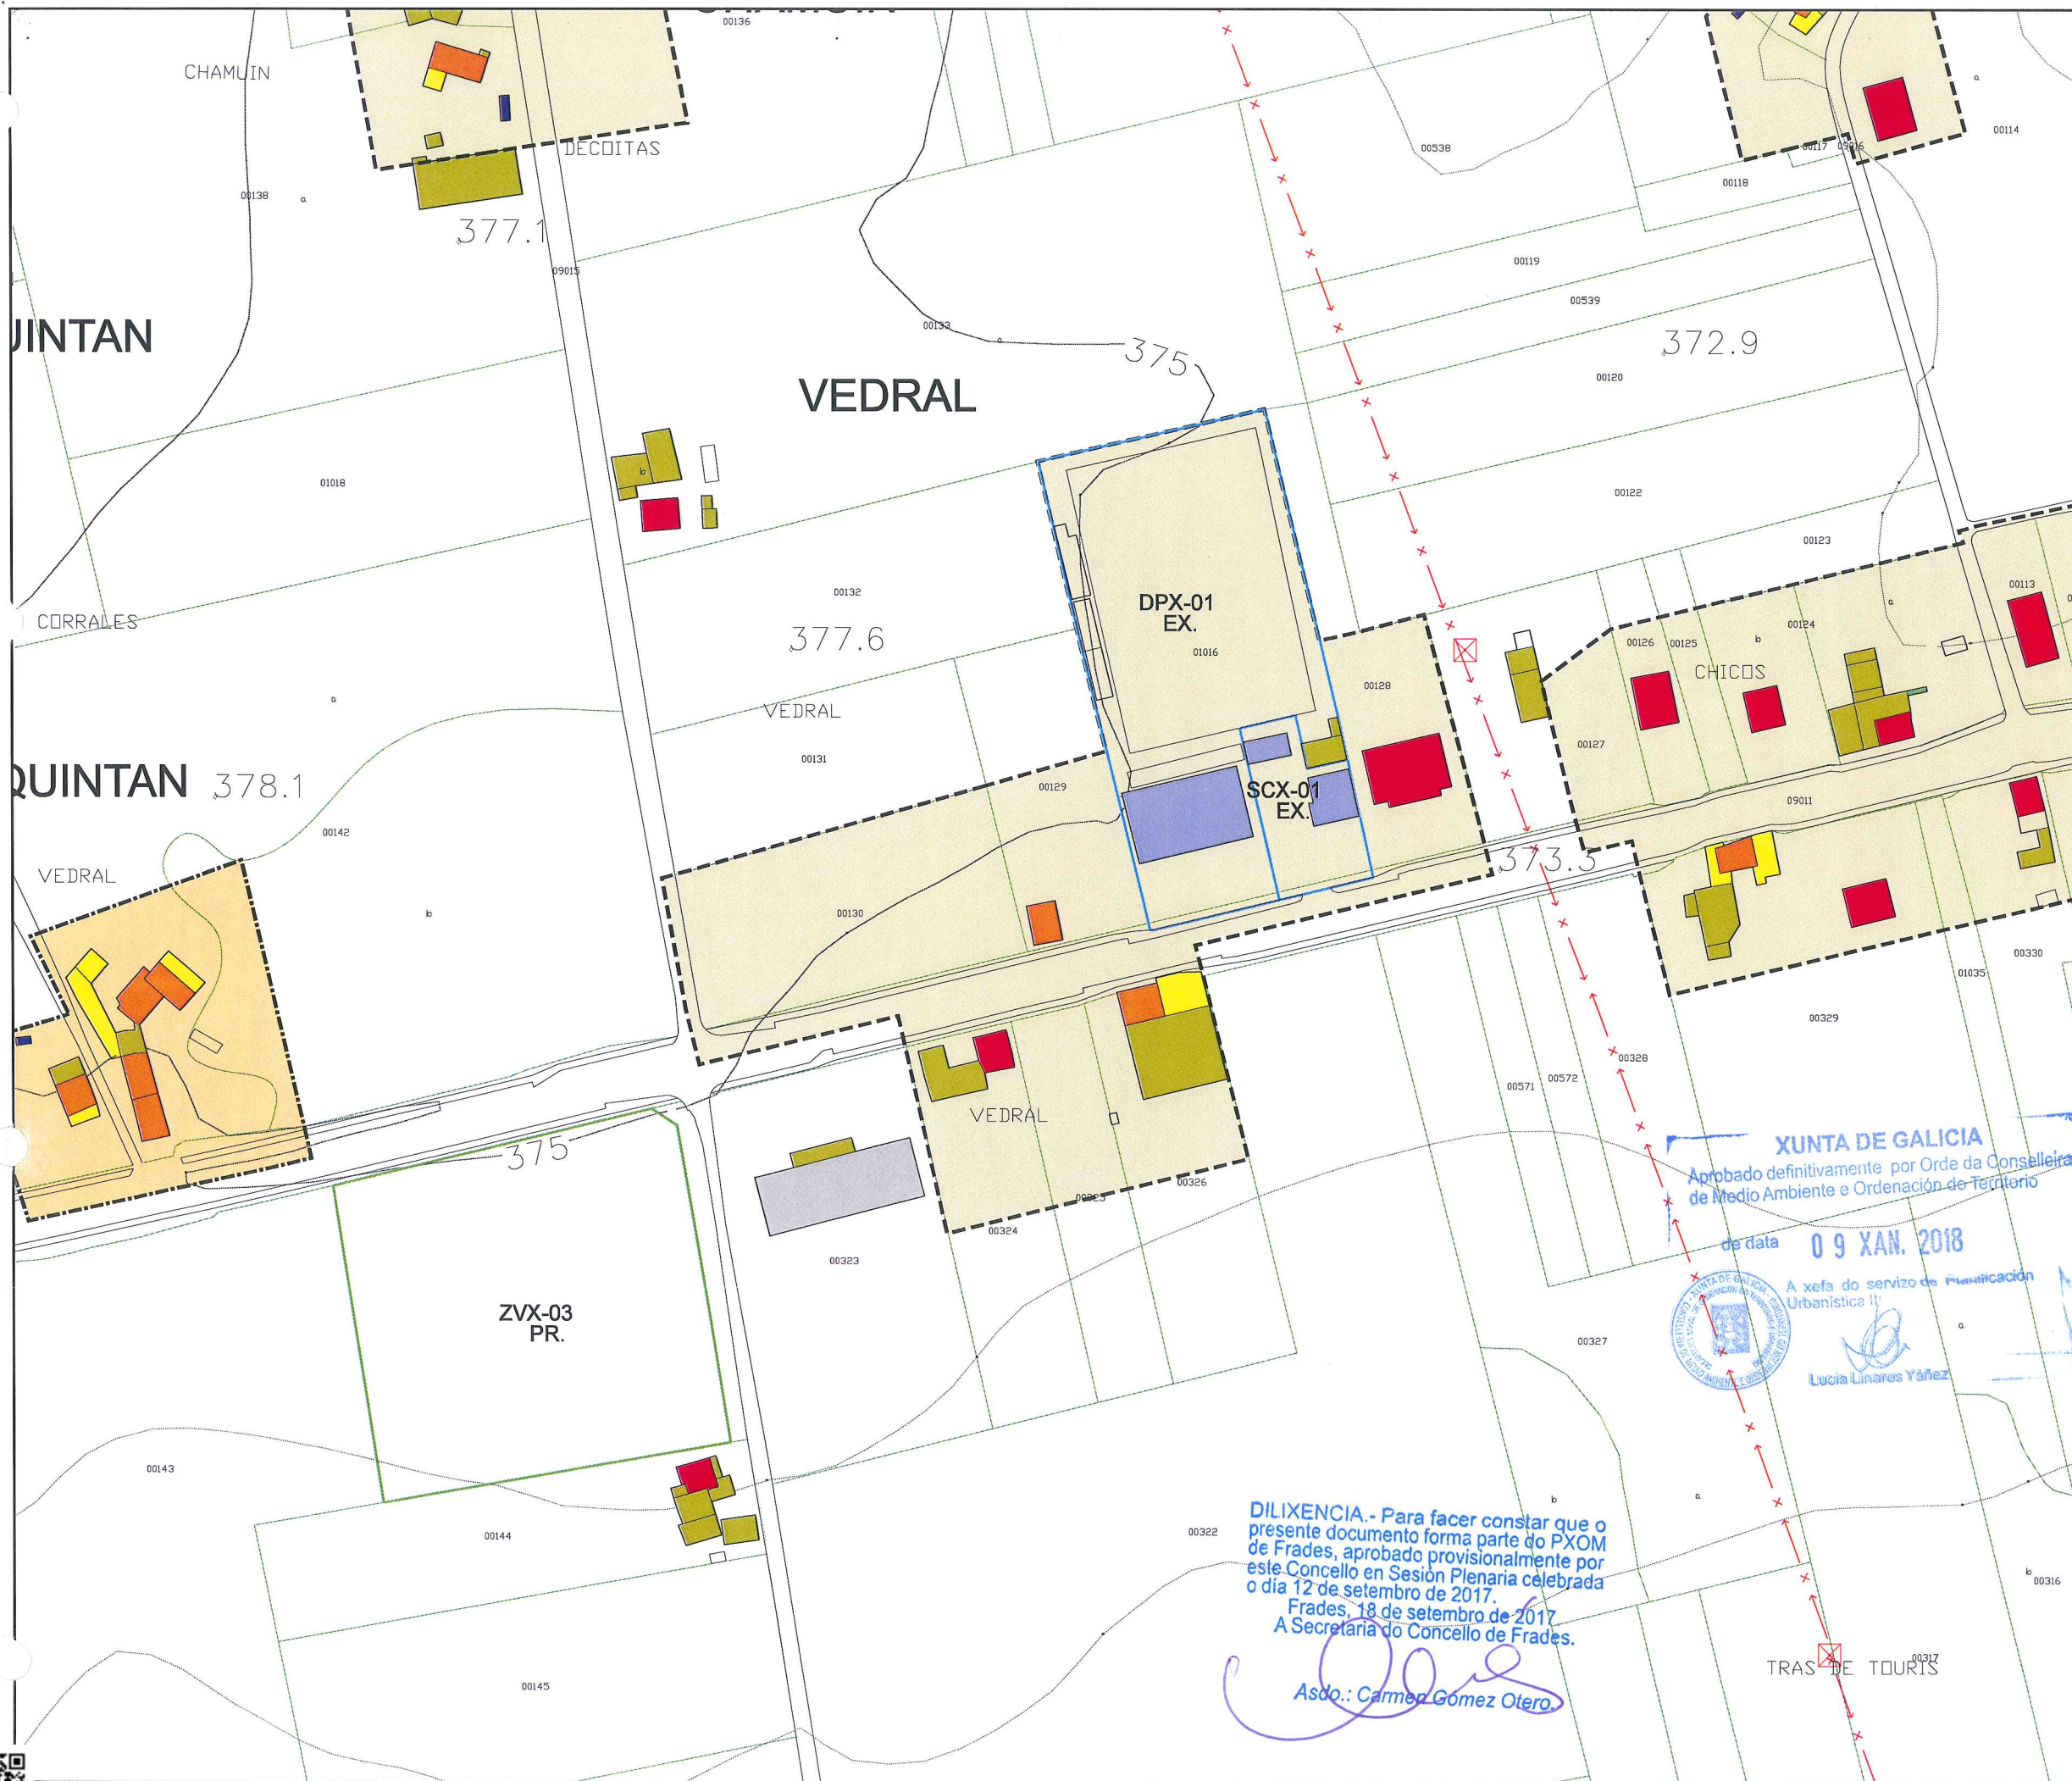 00136
CHAMUIN
DECOITAS
00538
00114
00117
00118
00138
a
377.1
09015
00119
00539
00133
a
375
372.9
UINTAN
VEDRAL
00120
01018
b
00122
00123
00132
DPX-01
EX.
01016
377.6
CORRALES
00113
00124
00126
00125
b
a
CHICOS
00128
a
VEDRAL
00127
00131
QUINTAN
378.1
00129
SCX-01
EX.
09011
00142
373.3
VEDRAL
b
00130
01035
00330
00329
00328
00571
00572
VEDRAL
375
00326
00325
00324
00323
XUNTA DE GALICIA
Aprobado definitivamente por Orde da Conselleira
de Medio Ambiente e Ordenación do Territorio
de data 09 XAN. 2018
A xefa do servizo de Planificación
Urbanística II
Lucía Linares Yáñez
ZVX-03
PR.
00327
a
00143
00144
b
a
00322
DILIXENCIA.- Para facer constar que o
presente documento forma parte do PXOM
de Frades, aprobado provisionalmente por
este Concello en Sesión Plenaria celebrada
o día 12 de setembro de 2017.
Frades, 18 de setembro de 2017
A Secretaria do Concello de Frades.
Asdo.: Carmen Gómez Otero.
b
00316
00145
TRAS DE TOURIS
00317